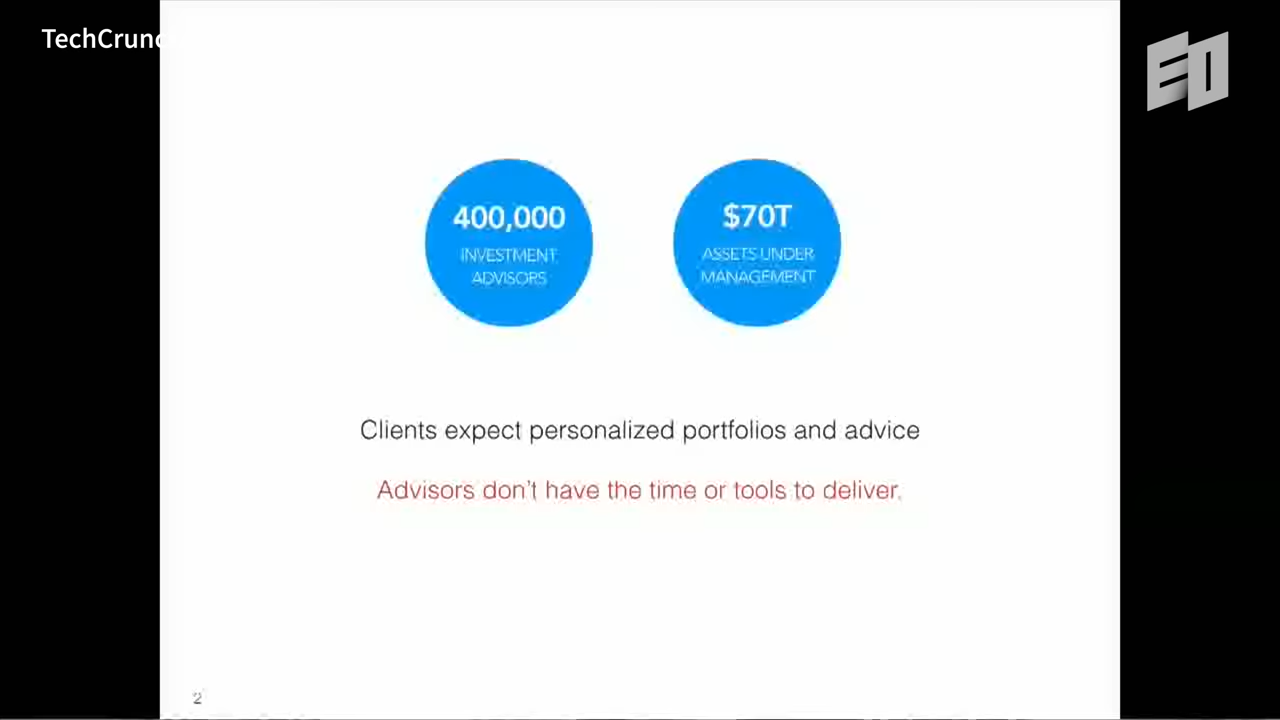 TechCrunc
EO
400,000
INVESTMENT
ADVISORS
$70T
ASSETS UNDER
MANAGEMENT
Clients expect personalized portfolios and advice
Advisors don't have the time or tools to deliver.
2